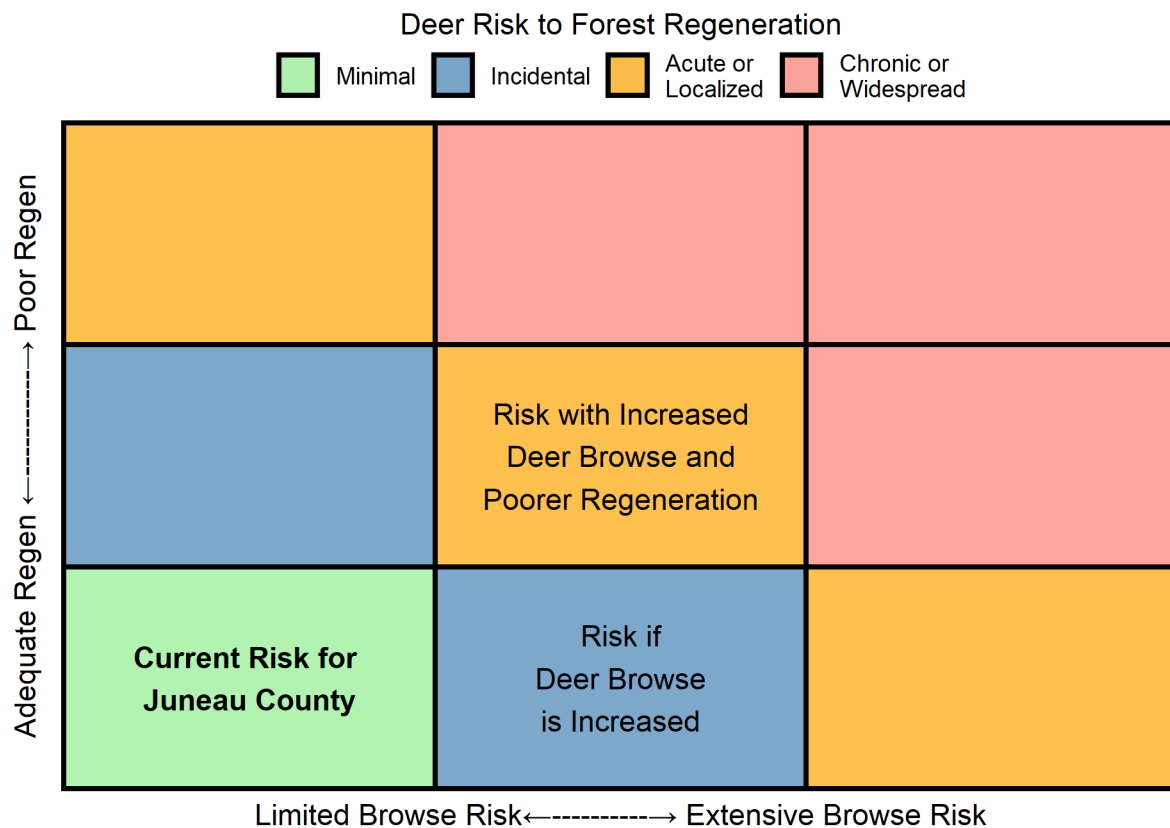 Deer Risk to Forest Regeneration
Minimal
Incidental
Acute or
Localized
Chronic or
Widespread
Adequate Regen ←-----------→ Poor Regen
Risk with Increased
Deer Browse and
Poorer Regeneration
Current Risk for
Juneau County
Risk if
Deer Browse
is Increased
Limited Browse Risk←-----------→ Extensive Browse Risk